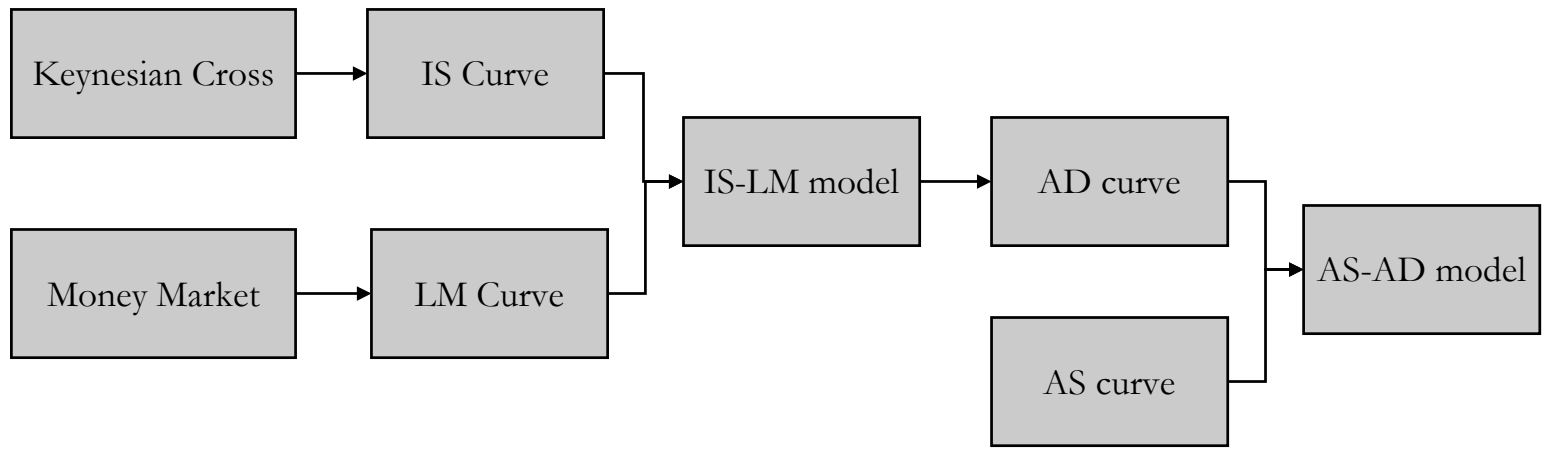 Keynesian Cross
IS Curve
IS-LM model
AD curve
AS-AD model
Money Market
LM Curve
AS curve